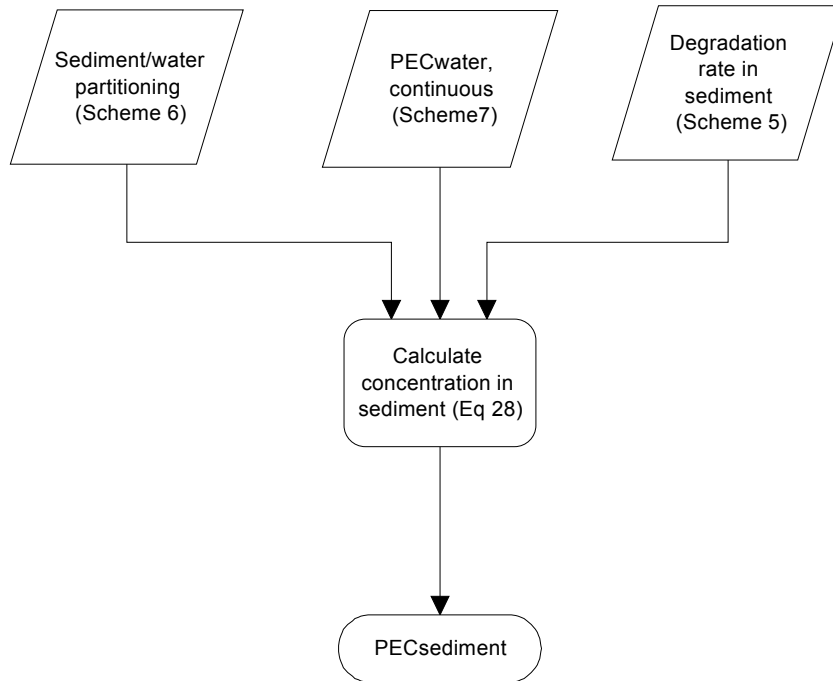 Sediment/water
partitioning
(Scheme 6)
PECwater,
continuous
(Scheme7)
Degradation
rate in
sediment
(Scheme 5)
Calculate
concentration in
sediment (Eq 28)
PECsediment